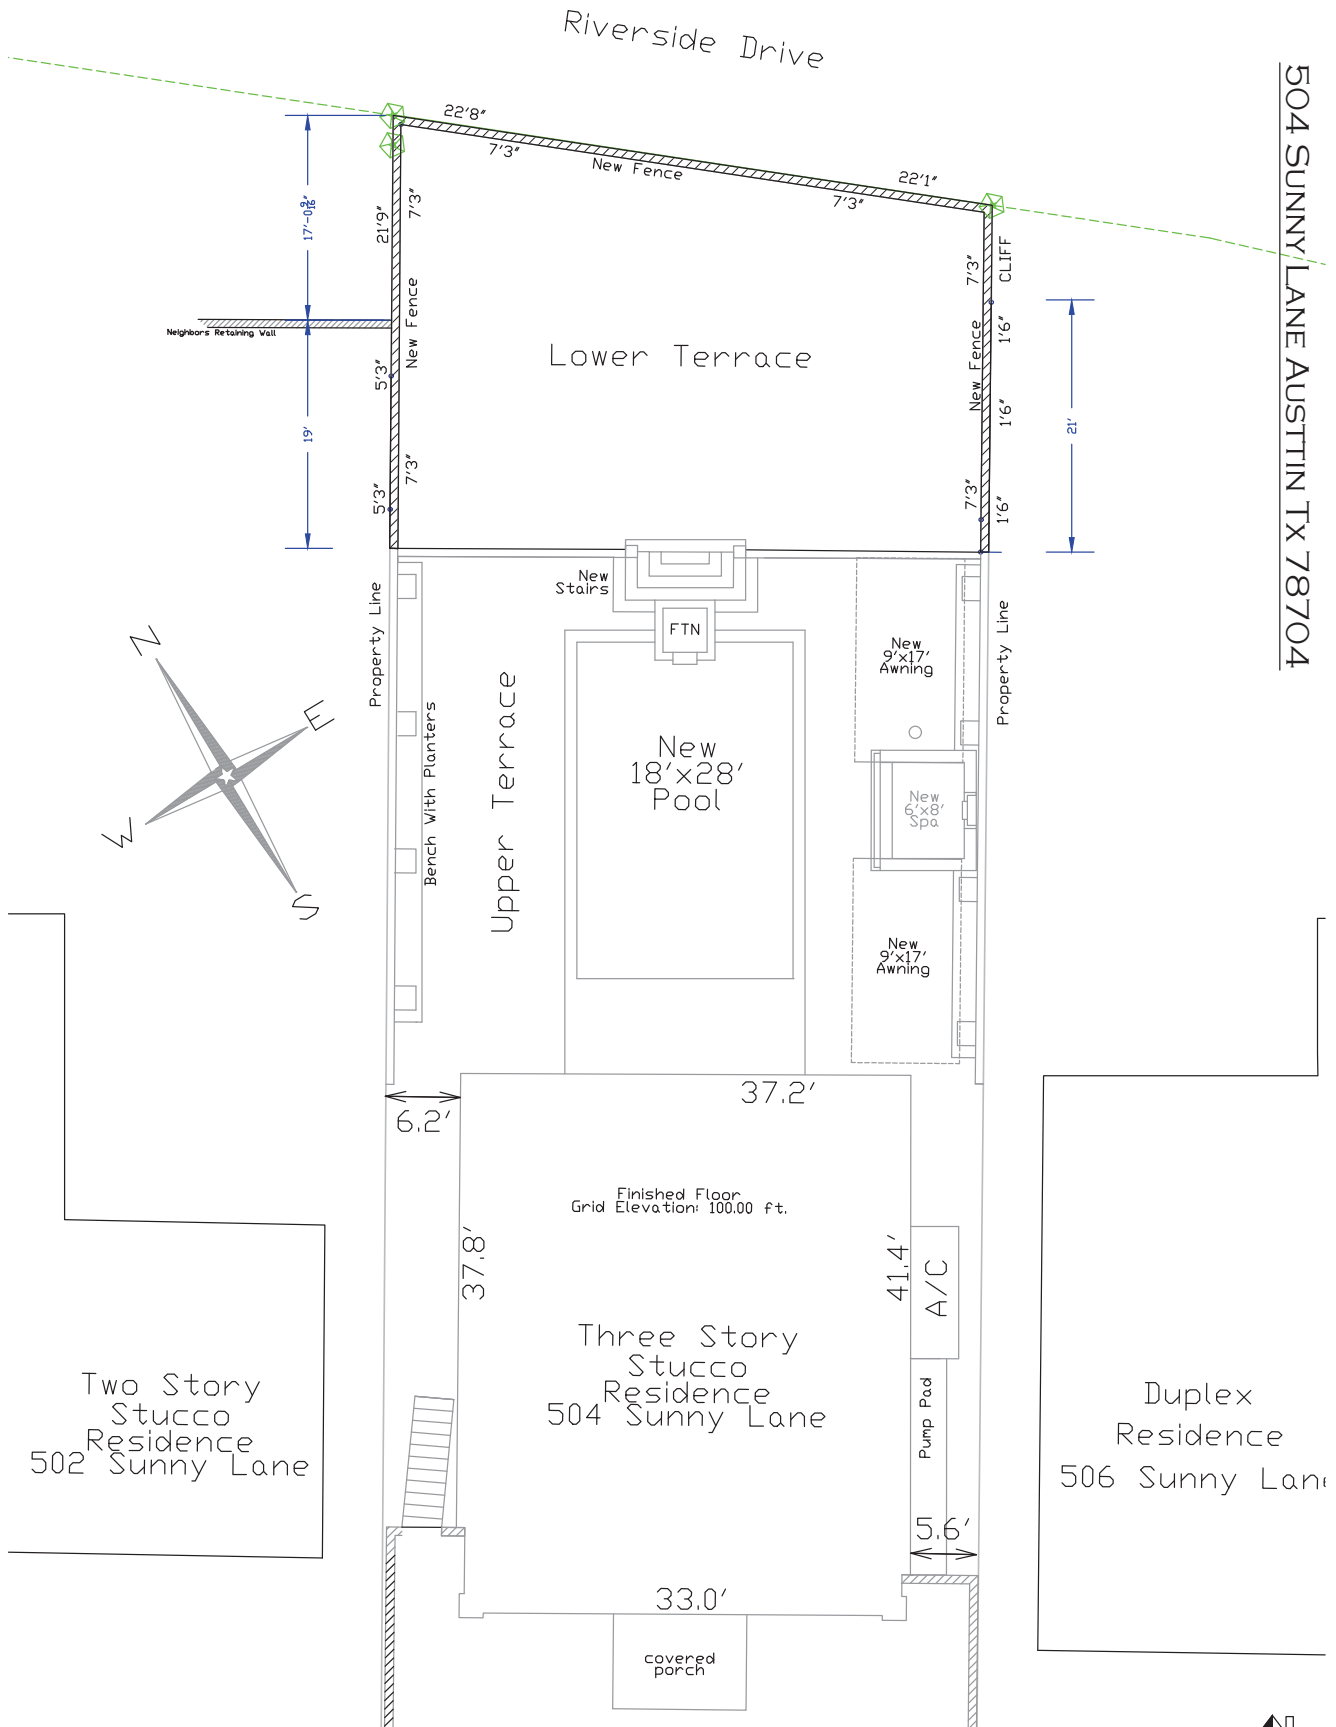 Riverside Drive
504 SUNNY LANE AUSTTIN TX 78704
22'8"
7'3"
New Fence
22'1"
7'3"
21'9"
7'3"
CLIFF
7'3"
New Fence
New Fence
1'6"
Neighbors Retaining Wall
Lower Terrace
5'3"
1'6"
19'
21'
7'3"
5'3"
7'3"
1'6"
New
Stairs
FTN
Property Line
Property Line
New
9'x17'
Awning
N
E
W
S
Bench With Planters
Upper Terrace
New
18'x28'
Pool
New
6'x8'
Spa
New
9'x17'
Awning
37.2'
6.2'
Finished Floor
Grid Elevation: 100.00 ft.
37.8'
41.4'
A/C
Three Story
Stucco
Residence
504 Sunny Lane
Two Story
Stucco
Residence
502 Sunny Lane
Pump Pad
Duplex
Residence
506 Sunny Lan
5.6'
33.0'
covered
porch